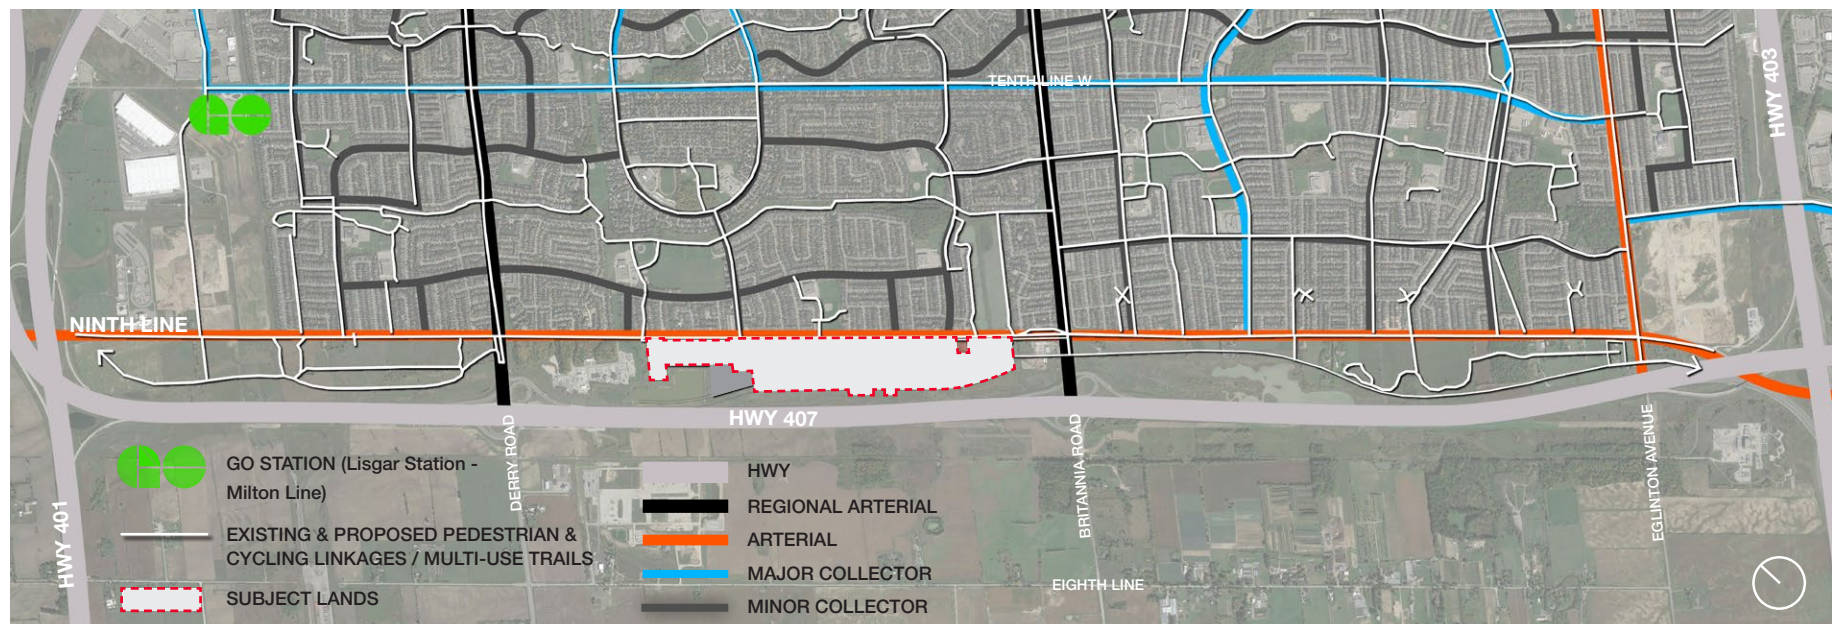 TENTH LINE W
HWY 403
GO
NINTH LINE
HWY 407
DERRY ROAD
BRITANNIA ROAD
EGLINTON AVENUE
HWY 401
EIGHTH LINE
GO
GO STATION (Lisgar Station -
Milton Line)
EXISTING & PROPOSED PEDESTRIAN &
CYCLING LINKAGES / MULTI-USE TRAILS
SUBJECT LANDS
HWY
REGIONAL ARTERIAL
ARTERIAL
MAJOR COLLECTOR
MINOR COLLECTOR